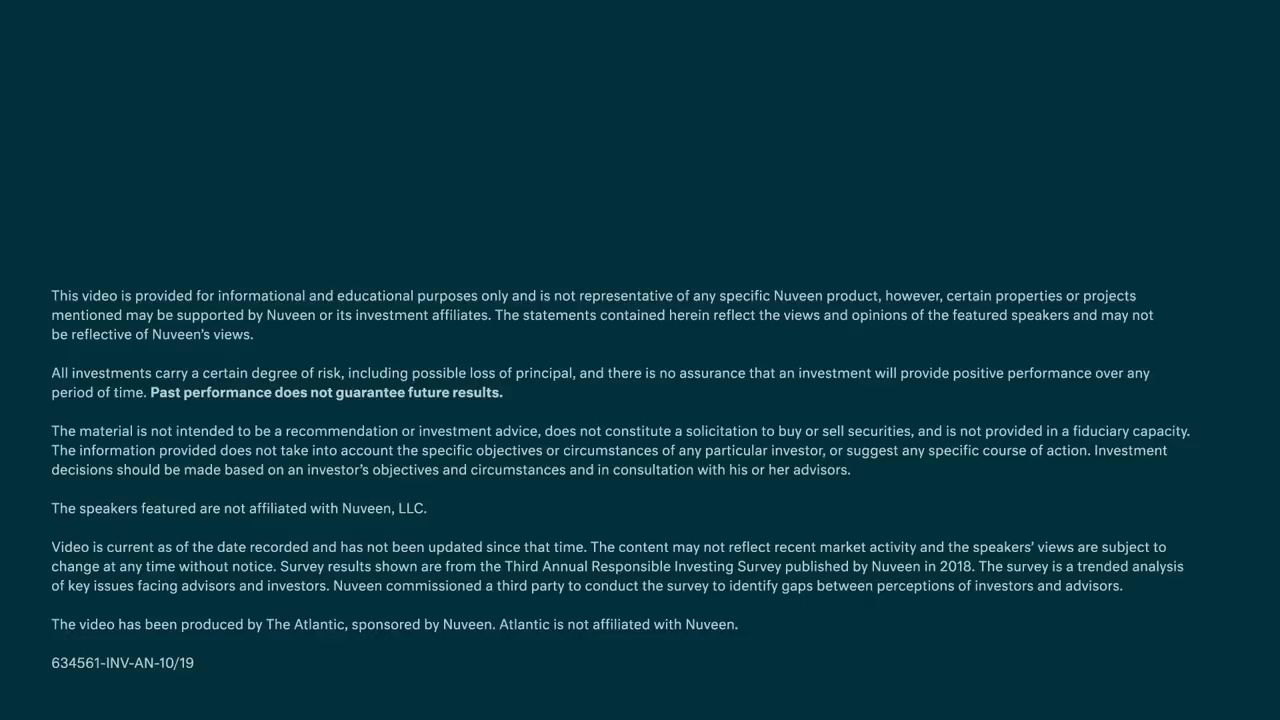 This video is provided for informational and educational purposes only and is not representative of any specific Nuveen product, however, certain properties or projects
mentioned may be supported by Nuveen or its investment affiliates. The statements contained herein reflect the views and opinions of the featured speakers and may not
be reflective of Nuveen’s views.
All investments carry a certain degree of risk, including possible loss of principal, and there is no assurance that an investment will provide positive performance over any
period of time. Past performance does not guarantee future results.
The material is not intended to be a recommendation or investment advice, does not constitute a solicitation to buy or sell securities, and is not provided in a fiduciary capacity.
The information provided does not take into account the specific objectives or circumstances of any particular investor, or suggest any specific course of action. Investment
decisions should be made based on an investor’s objectives and circumstances and in consultation with his or her advisors.
The speakers featured are not affiliated with Nuveen, LLC.
Video is current as of the date recorded and has not been updated since that time. The content may not reflect recent market activity and the speakers’ views are subject to
change at any time without notice. Survey results shown are from the Third Annual Responsible Investing Survey published by Nuveen in 2018. The survey is a trended analysis
of key issues facing advisors and investors. Nuveen commissioned a third party to conduct the survey to identify gaps between perceptions of investors and advisors.
The video has been produced by The Atlantic, sponsored by Nuveen. Atlantic is not affiliated with Nuveen.
634561-INV-AN-10/19